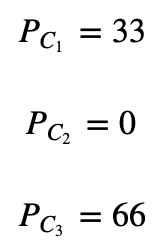 P_{C_1} = 33
P_{C_2} = 0
P_{C_3} = 66